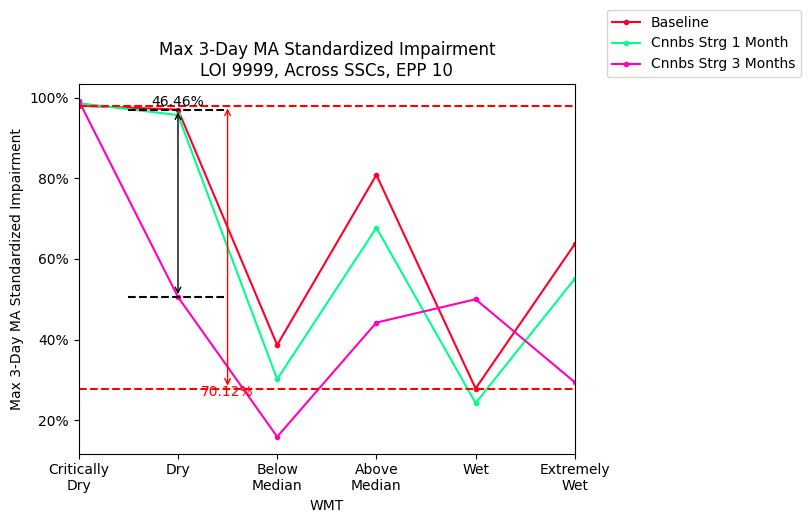 Baseline
Cnnbs Strg 1 Month
Cnnbs Strg 3 Months
Max 3-Day MA Standardized Impairment
LOI 9999, Across SSCs, EPP 10
100%
80%
60%
40%
20%
Max 3-Day MA Standardized Impairment
46.46%
70.12%
Critically
Dry
Dry
Below
Median
Above
Median
Wet
Extremely
Wet
WMT